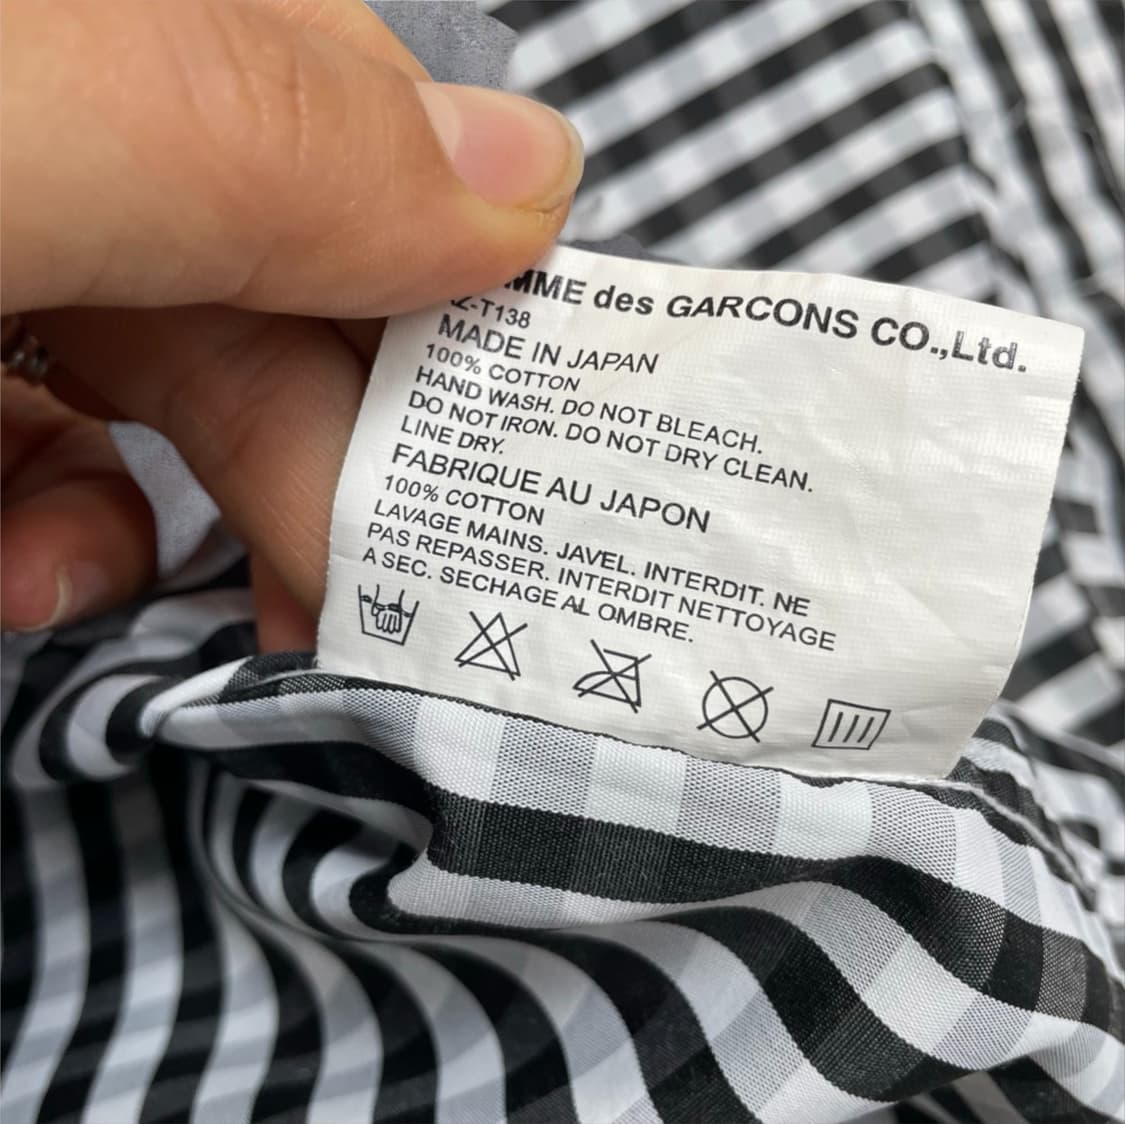 des GARCONS CO.,Ltd.
MADE IN JAPAN
100% COTTON
HAND WASH. DO NOT BLEACH.
DO NOT IRON. DO NOT DRY CLEAN.
LINE DRY.
FABRIQUE AU JAPON
100% COTTON
LAVAGE MAINS. JAVEL. INTERDIT. NE
PAS REPASSER. INTERDIT NETTOYAGE
A SEC. SECHAGE AL OMBRE.